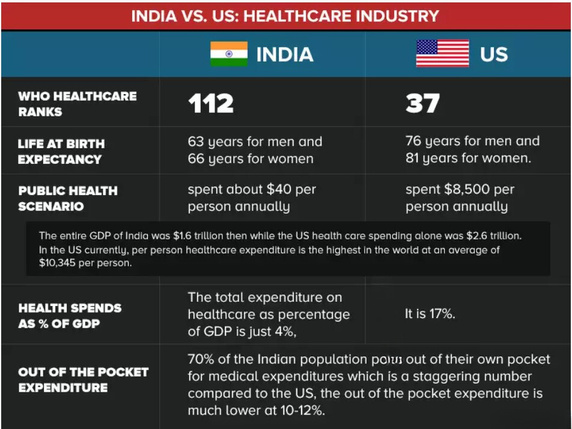 INDIA VS. US: HEALTHCARE INDUSTRY
INDIA
US
WHO HEALTHCARE
RANKS
112
37
LIFE AT BIRTH
EXPECTANCY
63 years for men and
66 years for women
76 years for men and
81 years for women.
PUBLIC HEALTH
SCENARIO
spent about $40 per
person annually
spent $8,500 per
person annually
The entire GDP of India was $1.6 trillion then while the US health care spending alone was $2.6 trillion.
In the US currently, per person healthcare expenditure is the highest in the world at an average of
$10,345 per person.
HEALTH SPENDS
AS % OF GDP
The total expenditure on
healthcare as percentage
of GDP is just 4%,
It is 17%.
OUT OF THE POCKET
EXPENDITURE
70% of the Indian population out of their own pocket
for medical expenditures which is a staggering number
compared to the US, the out of the pocket expenditure is
much lower at 10-12%.